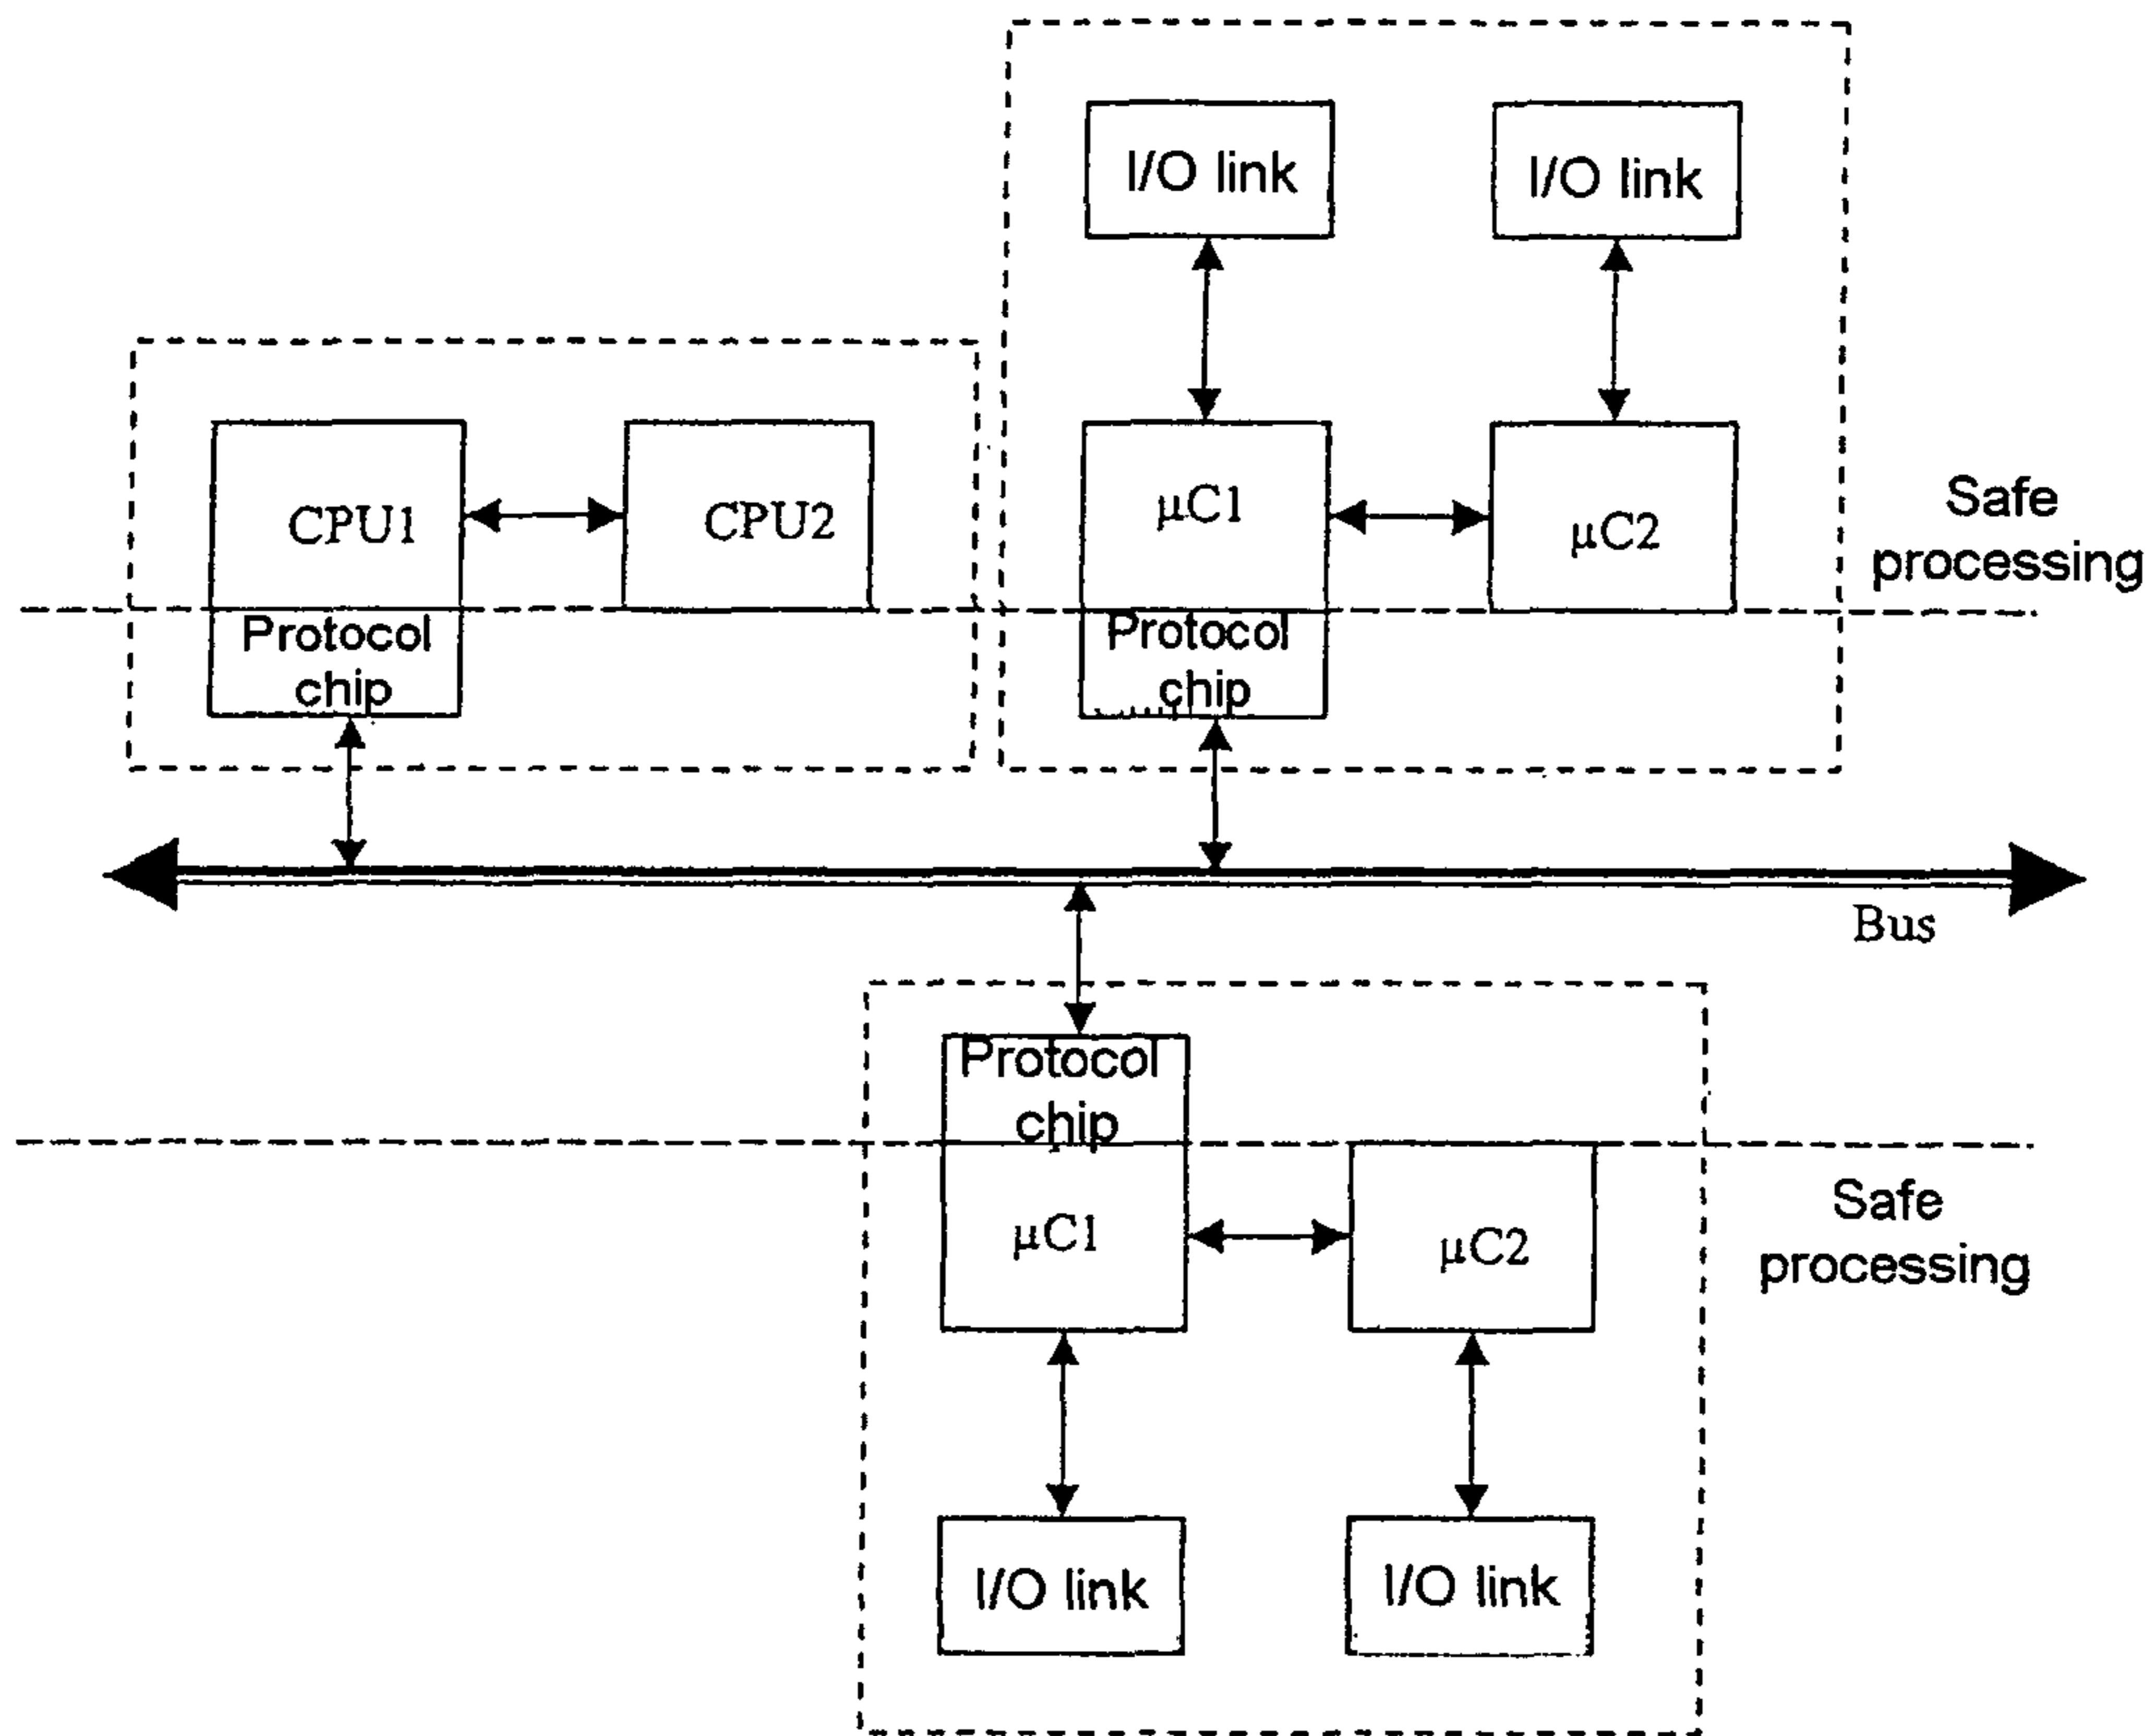 I/O link
I/O link
CPU1
CPU2
µC1
µC2
Safe
processing
Protocol
chip
Protocol
chip
Bus
Protocol
chip
µC1
µC2
Safe
processing
I/O link
I/O link